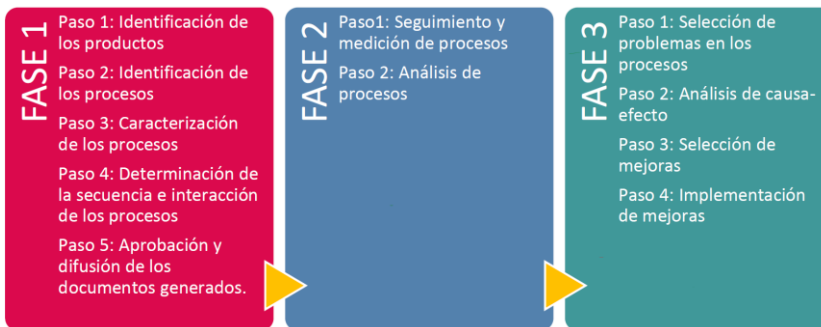 FASE 1
Paso 1: Identificación de
los productos
Paso 2: Identificación de
los procesos
Paso 3: Caracterización
de los procesos
Paso 4: Determinación de
la secuencia e interacción
de los procesos
Paso 5: Aprobación y
difusión de los
documentos generados.
FASE 2
Paso1: Seguimiento y
medición de procesos
Paso 2: Análisis de
procesos
FASE 3
Paso 1: Selección de
problemas en los
procesos
Paso 2: Análisis de causa-
efecto
Paso 3: Selección de
mejoras
Paso 4: Implementación
de mejoras